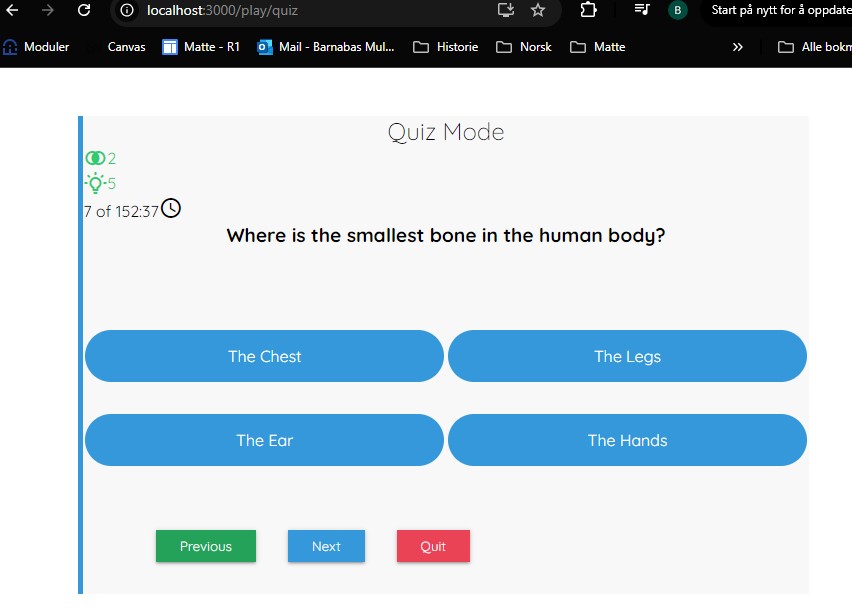 localhost:3000/play/quiz
B
Start på nytt for å oppdate
Moduler
Canvas
Matte - R1
Mail - Barnabas Mul...
Historie
Norsk
Matte
Alle bokm
Quiz Mode
2
5
7 of 152:37
Where is the smallest bone in the human body?
The Chest
The Legs
The Ear
The Hands
Previous
Next
Quit